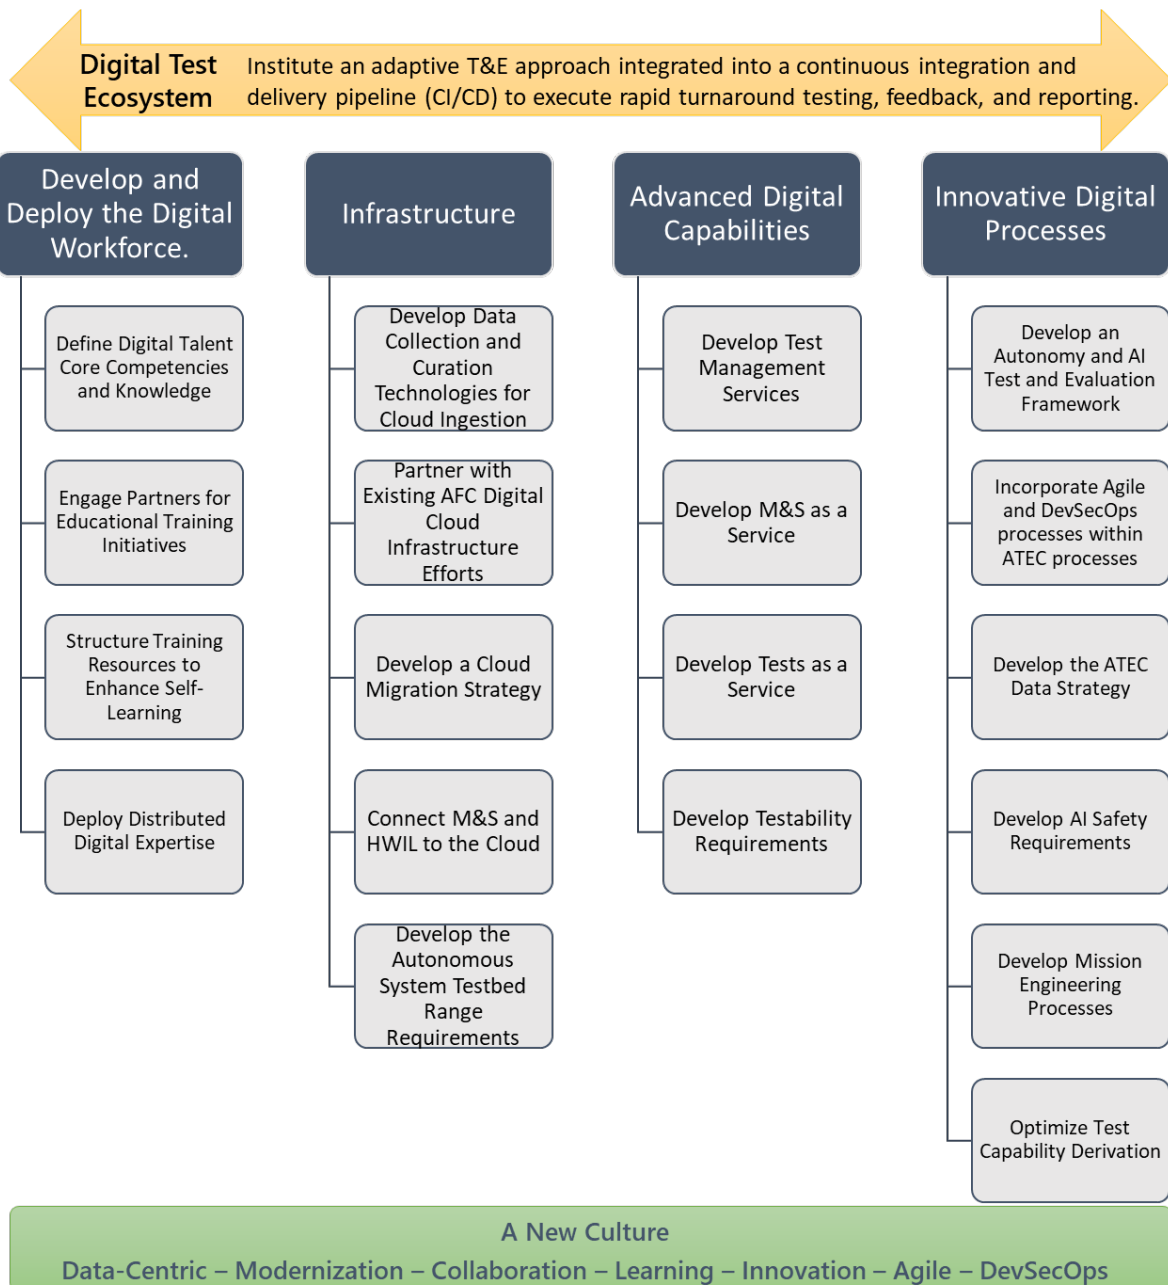 Digital Test
Ecosystem
Institute an adaptive T&E approach integrated into a continuous integration and
delivery pipeline (CI/CD) to execute rapid turnaround testing, feedback, and reporting.
Develop and
Deploy the Digital
Workforce.
Define Digital Talent
Core Competencies
and Knowledge
Engage Partners for
Educational Training
Initiatives
Structure Training
Resources to
Enhance Self-
Learning
Deploy Distributed
Digital Expertise
Infrastructure
Develop Data
Collection and
Curation
Technologies for
Cloud Ingestion
Partner with
Existing AFC Digital
Cloud
Infrastructure
Efforts
Develop a Cloud
Migration Strategy
Connect M&S and
HWIL to the Cloud
Develop the
Autonomous
System Testbed
Range
Requirements
Advanced Digital
Capabilities
Develop Test
Management
Services
Develop M&S as a
Service
Develop Tests as a
Service
Develop Testability
Requirements
Innovative Digital
Processes
Develop an
Autonomy and AI
Test and Evaluation
Framework
Incorporate Agile
and DevSecOps
processes within
ATEC processes
Develop the ATEC
Data Strategy
Develop AI Safety
Requirements
Develop Mission
Engineering
Processes
Optimize Test
Capability Derivation
A New Culture
Data-Centric – Modernization – Collaboration – Learning – Innovation – Agile – DevSecOps